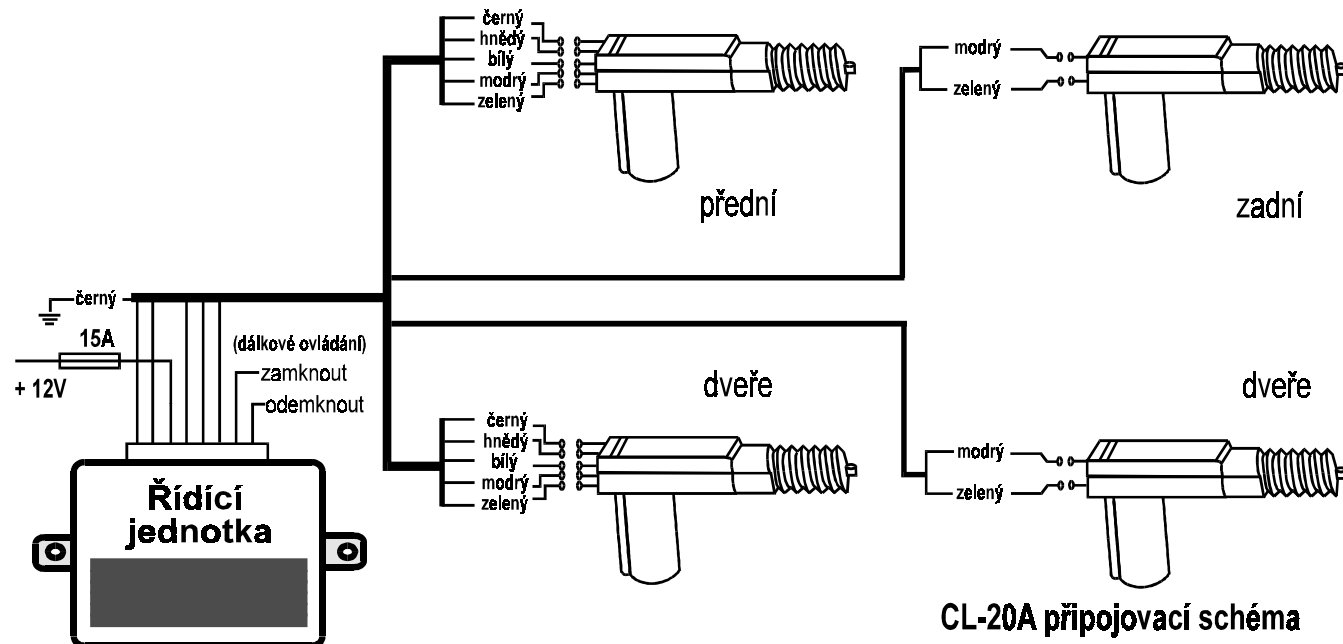 černý
hnědý
bílý
modrý
zelený
přední
modrý
zelený
zadní
černý
15A
+ 12V
(dálkové ovládání)
zamknout
odemknout
dveře
dveře
černý
hnědý
bílý
modrý
zelený
modrý
zelený
Řídící
jednotka
CL-20A připojovací schéma